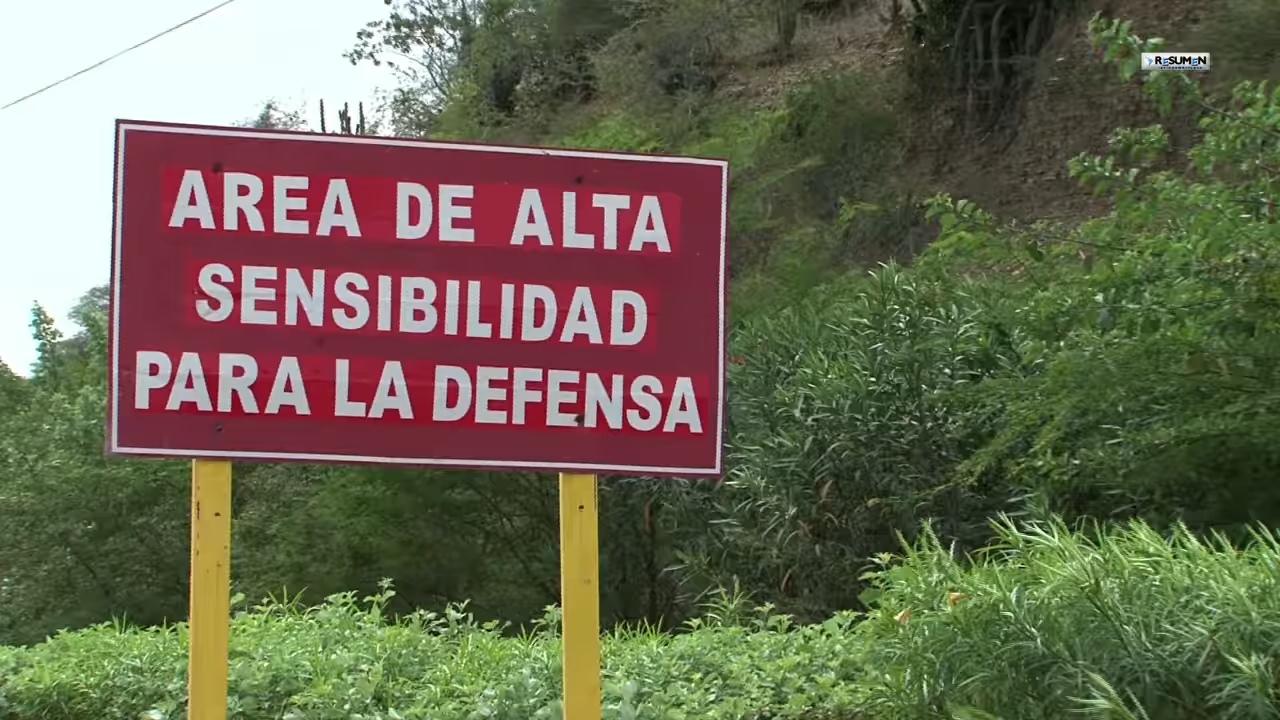 AREA DE ALTA
SENSIBILIDAD
PARA LA DEFENSA
RESUMEN